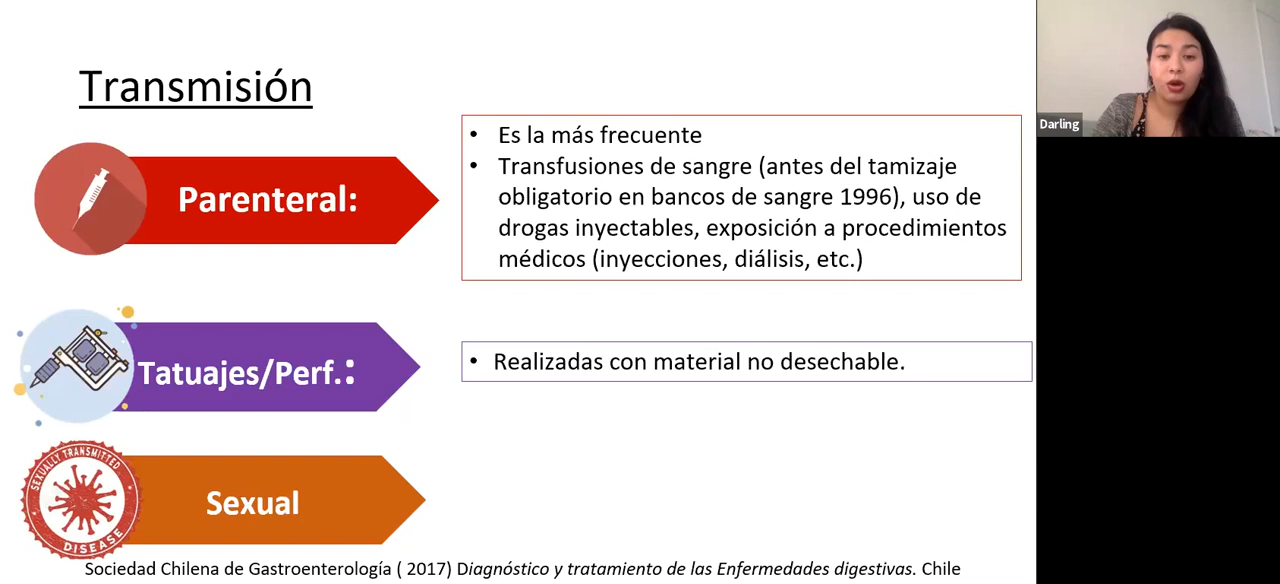 Transmisión
Darling
Parenteral:
• Es la más frecuente
• Transfusiones de sangre (antes del tamizaje
obligatorio en bancos de sangre 1996), uso de
drogas inyectables, exposición a procedimientos
médicos (inyecciones, diálisis, etc.)
Tatuajes/Perf.:
• Realizadas con material no desechable.
SEXUALLY TRANSMITTED
DISEASE
Sexual
Sociedad Chilena de Gastroenterología ( 2017) Diagnóstico y tratamiento de las Enfermedades digestivas. Chile